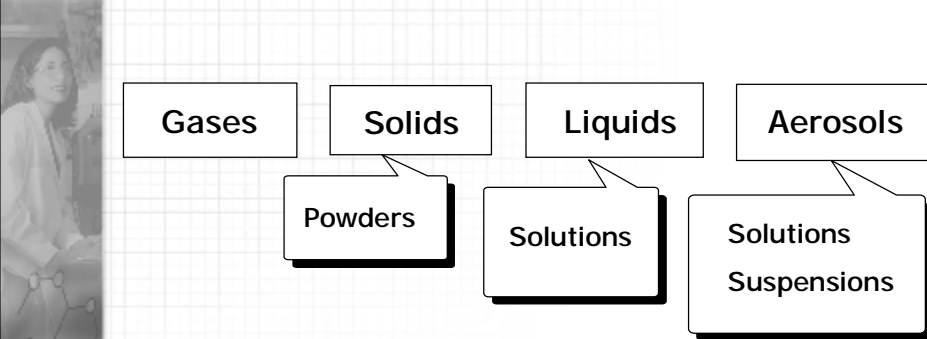 Gases
Solids
Liquids
Aerosols
Powders
Solutions
Solutions
Suspensions